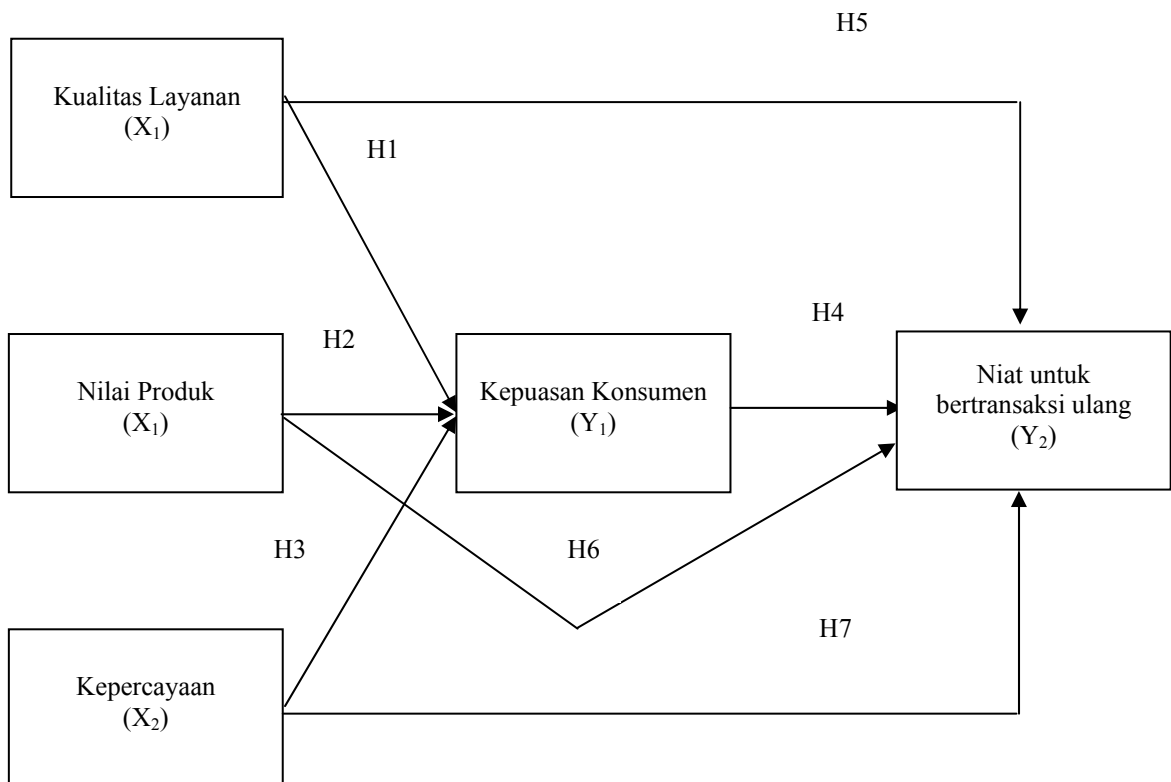 H5
Kualitas Layanan
(X₁)
H1
H2
H4
Nilai Produk
(X₁)
Kepuasan Konsumen
(Y₁)
Niat untuk
bertransaksi ulang
(Y₂)
H3
H6
H7
Kepercayaan
(X₂)